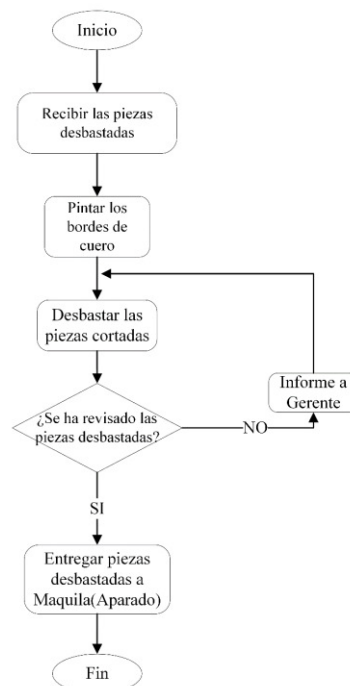 Inicio
Recibir las piezas
desbastadas
Pintar los
bordes de
cuero
Desbastar las
piezas cortadas
Informe a
Gerente
¿Se ha revisado las
piezas desbastadas?
NO
SI
Entregar piezas
desbastadas a
Maquila(Aparado)
Fin